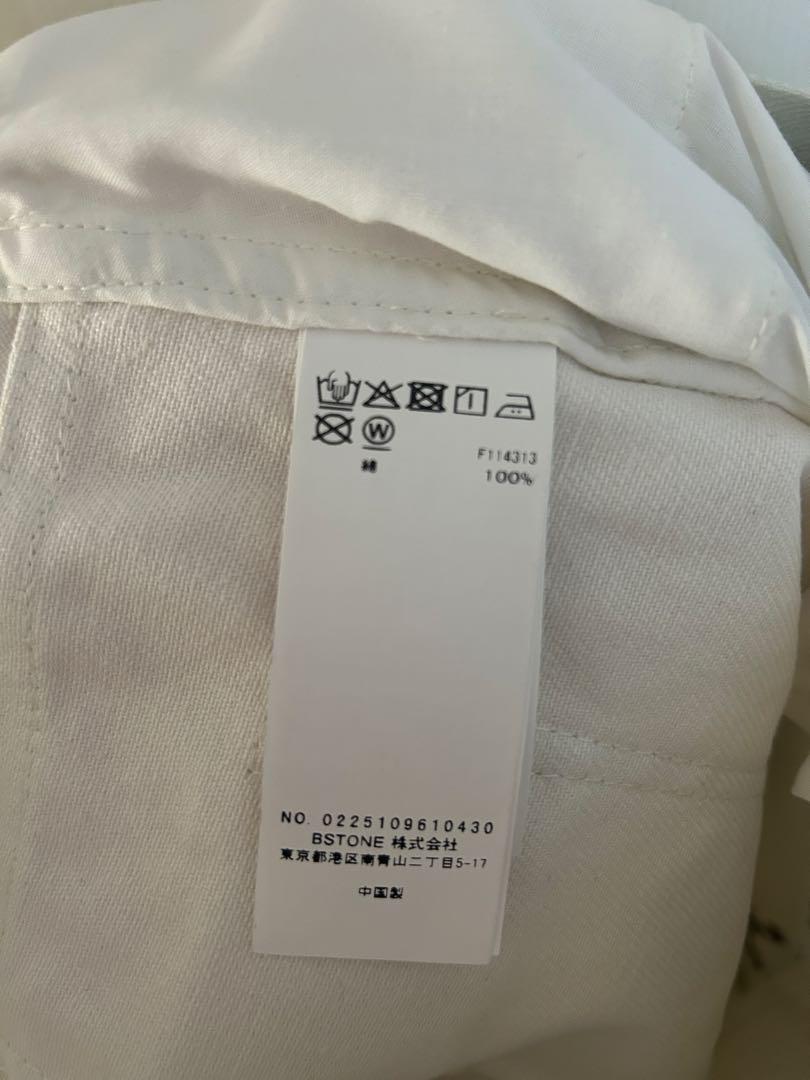 W
F114313
綿 100%
NO. 0225109610430
BSTONE 株式会社
東京都港区南青山二丁目5-17
中国製